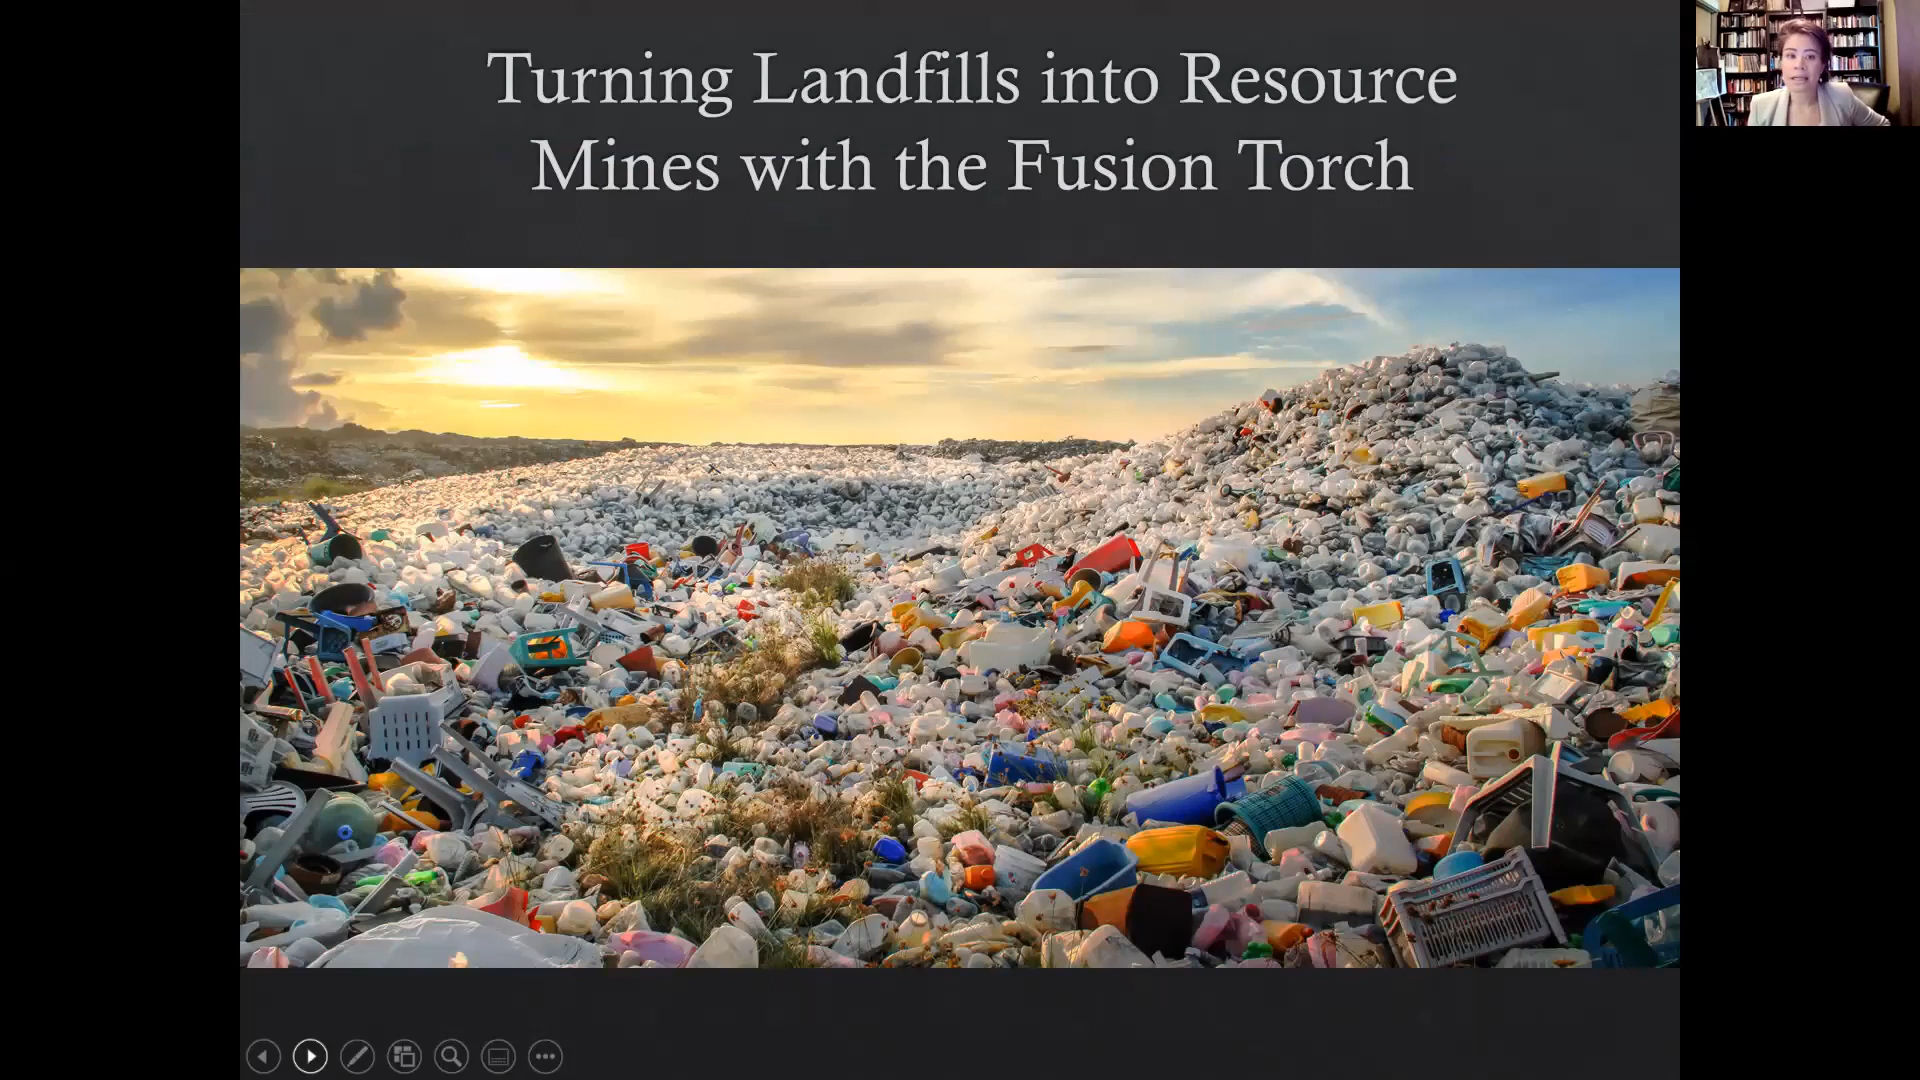 Turning Landfills into Resource
Mines with the Fusion Torch